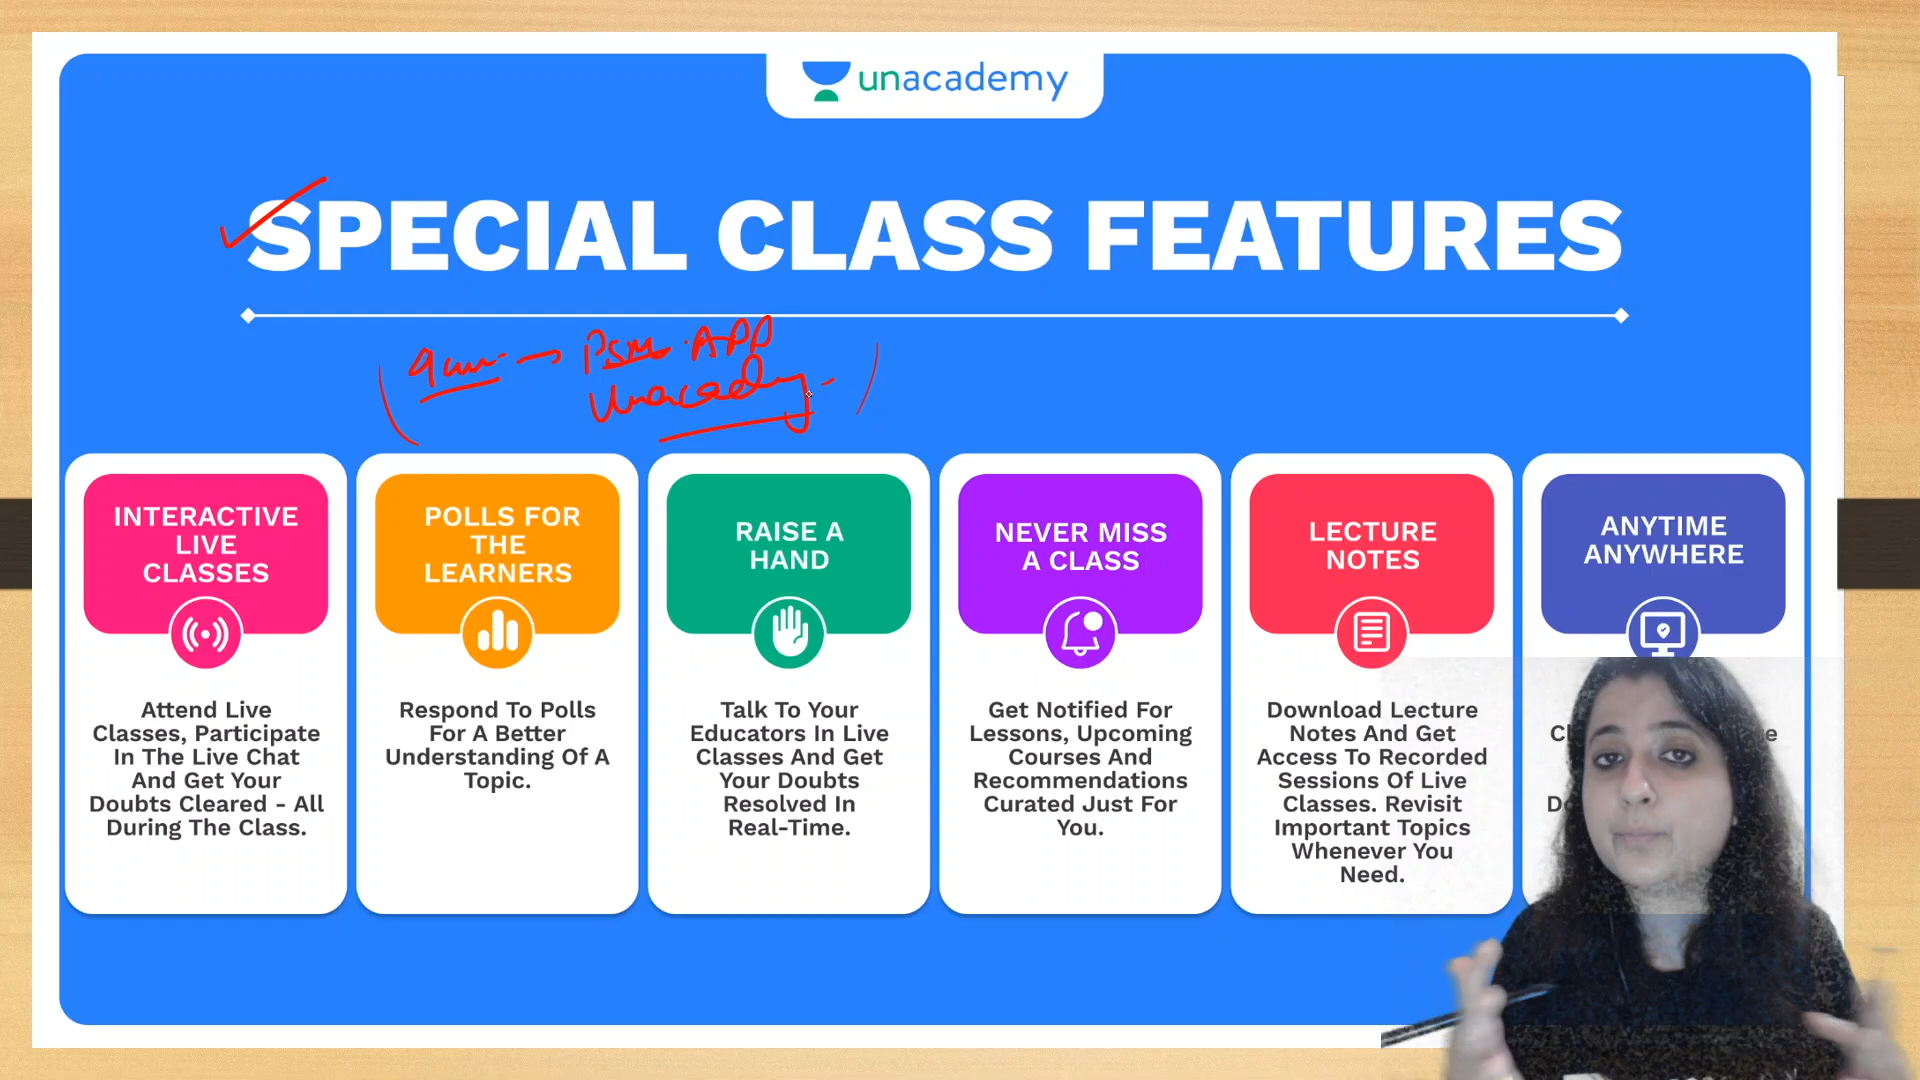 unacademy
SPECIAL CLASS FEATURES
PSM APP
Unacademy
INTERACTIVE
LIVE
CLASSES
Attend Live
Classes, Participate
In The Live Chat
And Get Your
Doubts Cleared - All
During The Class.
POLLS FOR
THE
LEARNERS
Respond To Polls
For A Better
Understanding Of A
Topic.
RAISE A
HAND
Talk To Your
Educators In Live
Classes And Get
Your Doubts
Resolved In
Real-Time.
NEVER MISS
A CLASS
Get Notified For
Lessons, Upcoming
Courses And
Recommendations
Curated Just For
You.
LECTURE
NOTES
Download Lecture
Notes And Get
Access To Recorded
Sessions Of Live
Classes. Revisit
Important Topics
Whenever You
Need.
ANYTIME
ANYWHERE